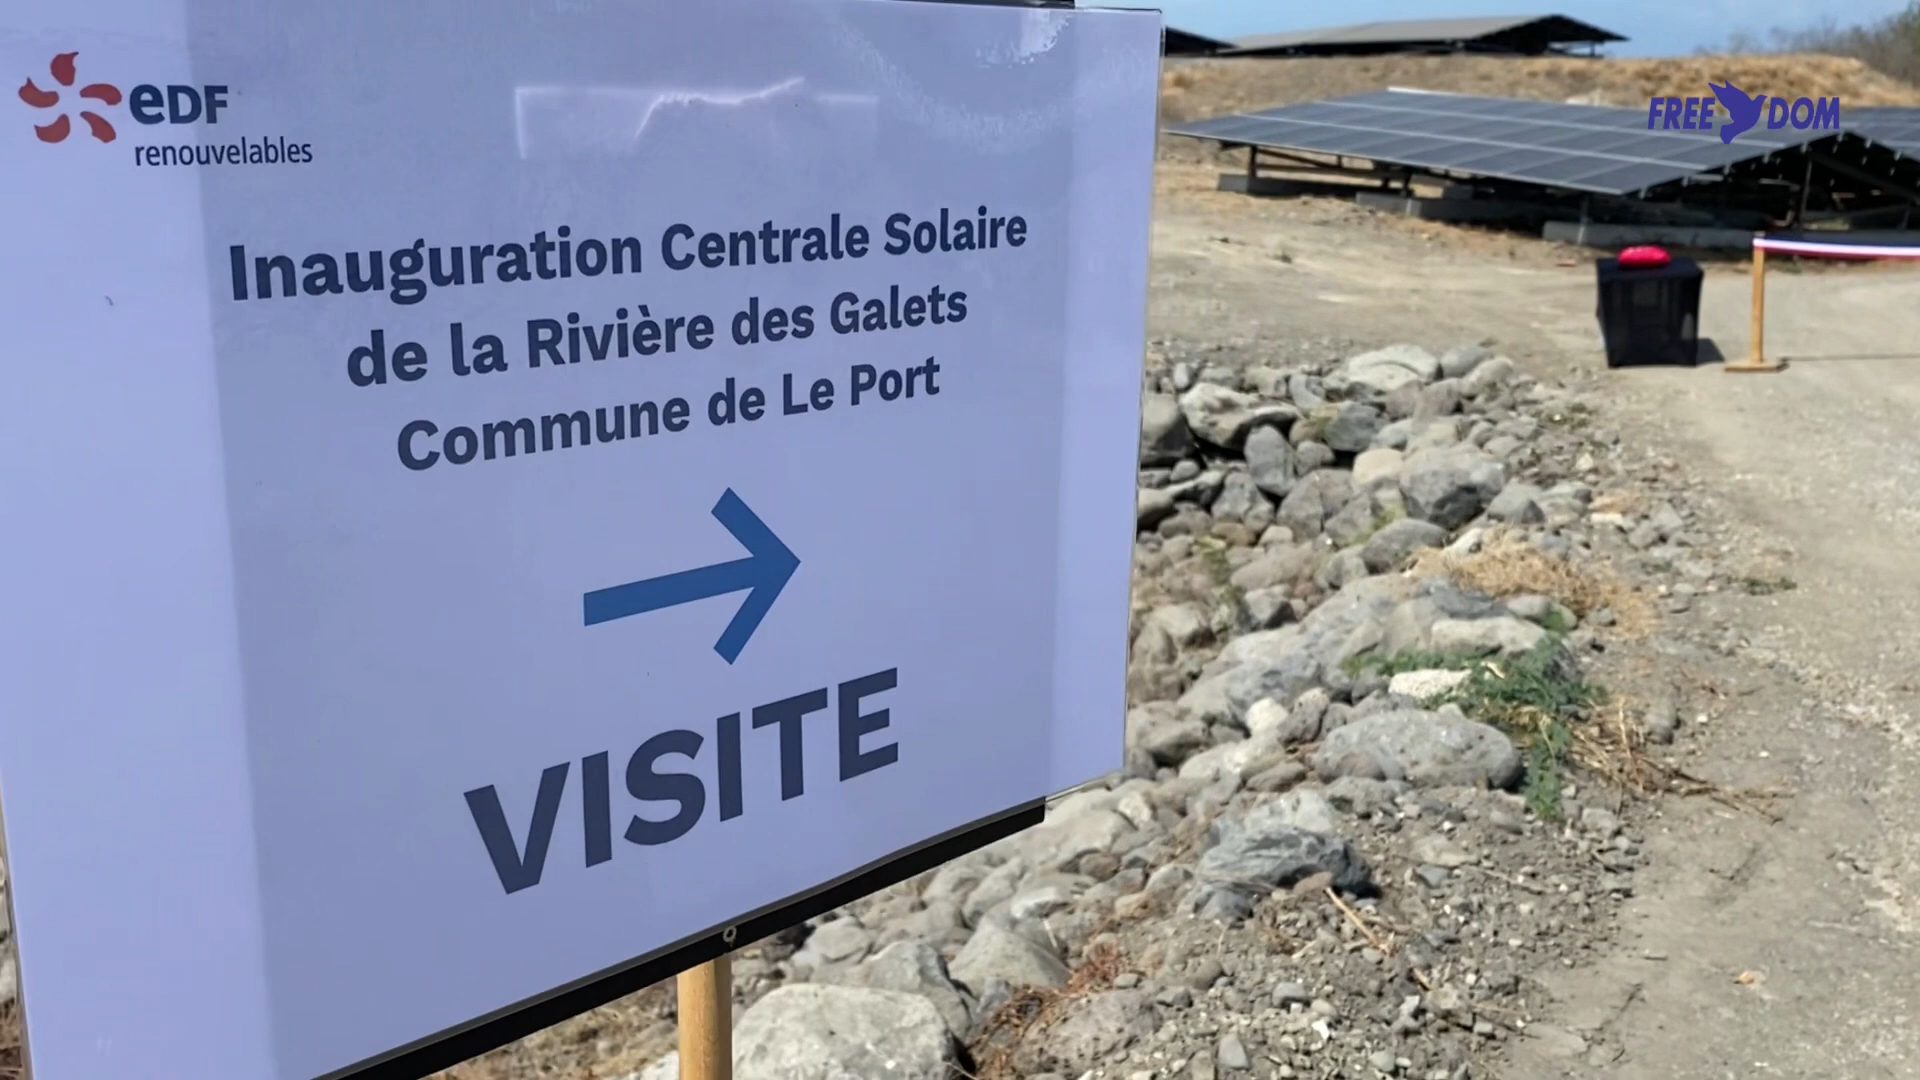 eDF
renouvelables
FREE DOM
Inauguration Centrale Solaire
de la Rivière des Galets
Commune de Le Port
VISITE